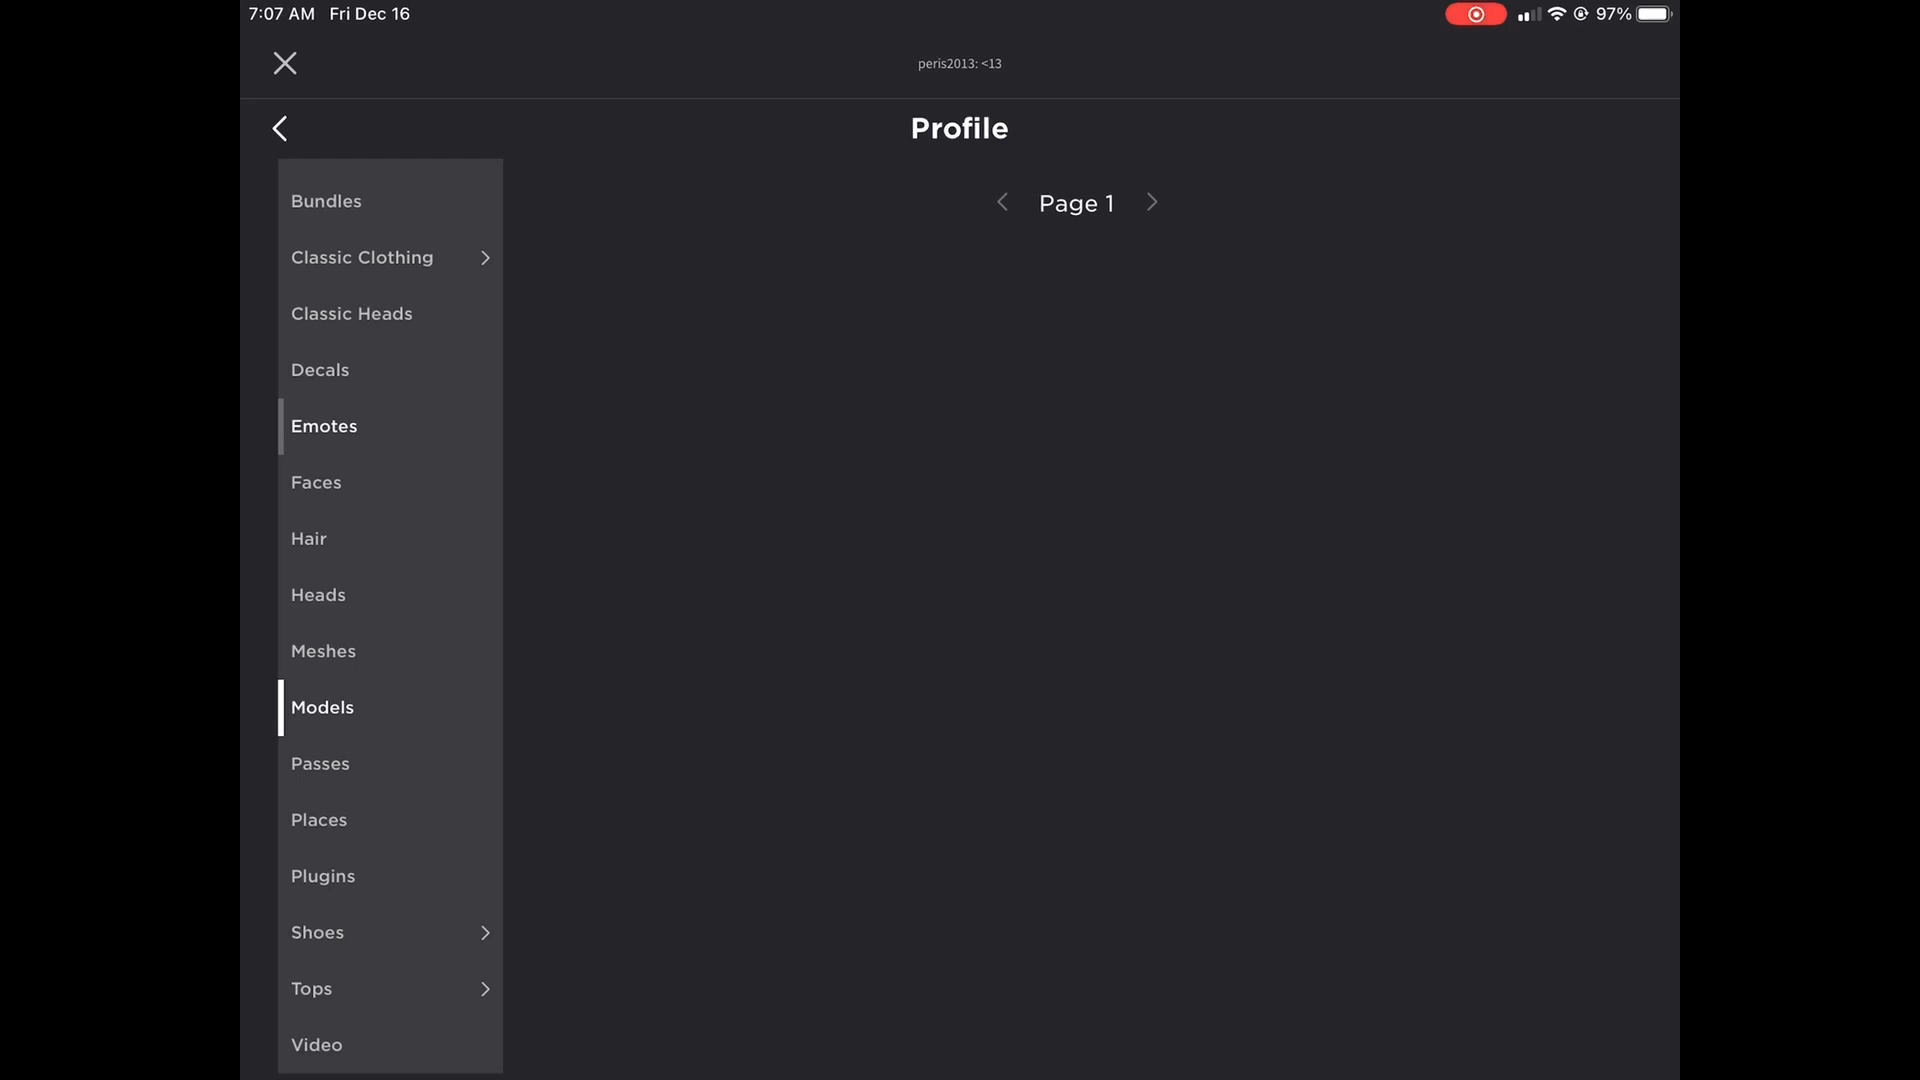 7:07 AM Fri Dec 16
97%
peris2013: <13
Profile
Bundles
Page 1
Classic Clothing
Classic Heads
Decals
Emotes
Faces
Hair
Heads
Meshes
Models
Passes
Places
Plugins
Shoes
Tops
Video